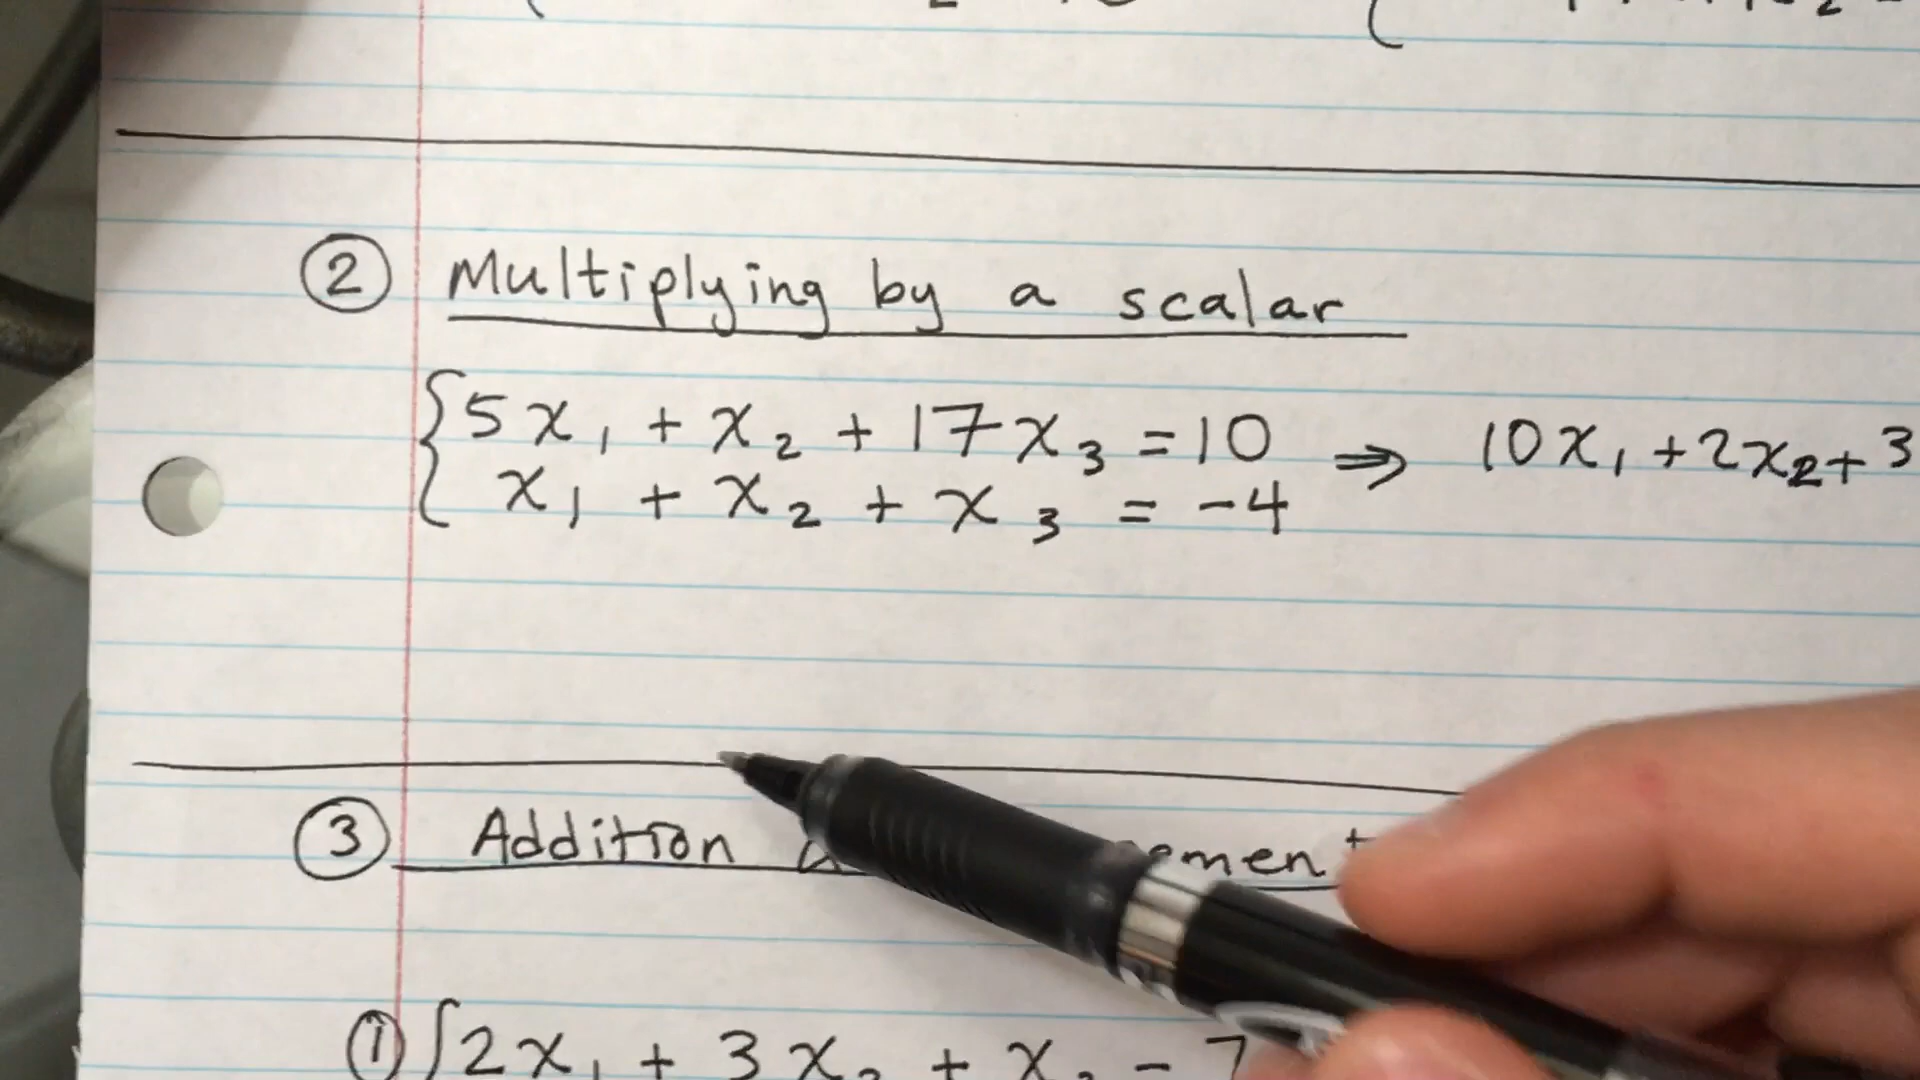 ② Multiplying by a scalar
5x₁ + x₂ + 17x₃ = 10 ⇒ 10x₁ + 2x₂ + 3
x₁ + x₂ + x₃ = -4
③ Addition
① 2x₁ + 3x₂ + x